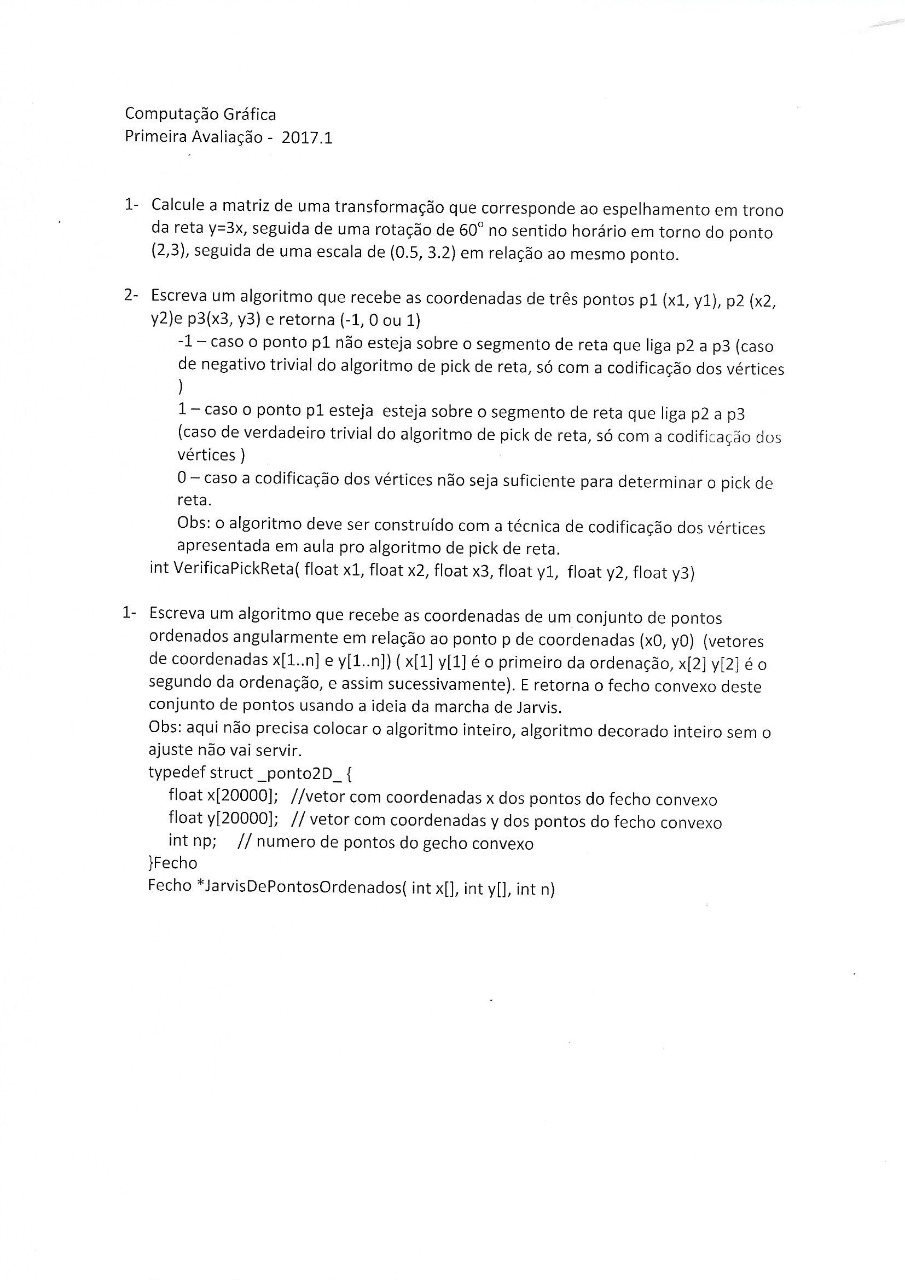 Computação Gráfica
Primeira Avaliação - 2017.1
1- Calcule a matriz de uma transformação que corresponde ao espelhamento em trono
da reta y=3x, seguida de uma rotação de 60° no sentido horário em torno do ponto
(2,3), seguida de uma escala de (0.5, 3.2) em relação ao mesmo ponto.
2- Escreva um algoritmo que recebe as coordenadas de três pontos p1 (x1, y1), p2 (x2,
y2)e p3(x3, y3) e retorna (-1, 0 ou 1)
-1 – caso o ponto p1 não esteja sobre o segmento de reta que liga p2 a p3 (caso
de negativo trivial do algoritmo de pick de reta, só com a codificação dos vértices
)
1 – caso o ponto p1 esteja esteja sobre o segmento de reta que liga p2 a p3
(caso de verdadeiro trivial do algoritmo de pick de reta, só com a codificação dos
vértices )
0 – caso a codificação dos vértices não seja suficiente para determinar o pick de
reta.
Obs: o algoritmo deve ser construído com a técnica de codificação dos vértices
apresentada em aula pro algoritmo de pick de reta.
int VerificaPickReta( float x1, float x2, float x3, float y1, float y2, float y3)
1- Escreva um algoritmo que recebe as coordenadas de um conjunto de pontos
ordenados angularmente em relação ao ponto p de coordenadas (x0, y0) (vetores
de coordenadas x[1..n] e y[1..n]) ( x[1] y[1] é o primeiro da ordenação, x[2] y[2] é o
segundo da ordenação, e assim sucessivamente). E retorna o fecho convexo deste
conjunto de pontos usando a ideia da marcha de Jarvis.
Obs: aqui não precisa colocar o algoritmo inteiro, algoritmo decorado inteiro sem o
ajuste não vai servir.
typedef struct _ponto2D_ {
float x[20000]; //vetor com coordenadas x dos pontos do fecho convexo
float y[20000]; // vetor com coordenadas y dos pontos do fecho convexo
int np; // numero de pontos do gecho convexo
}Fecho
Fecho *JarvisDePontosOrdenados( int x[], int y[], int n)